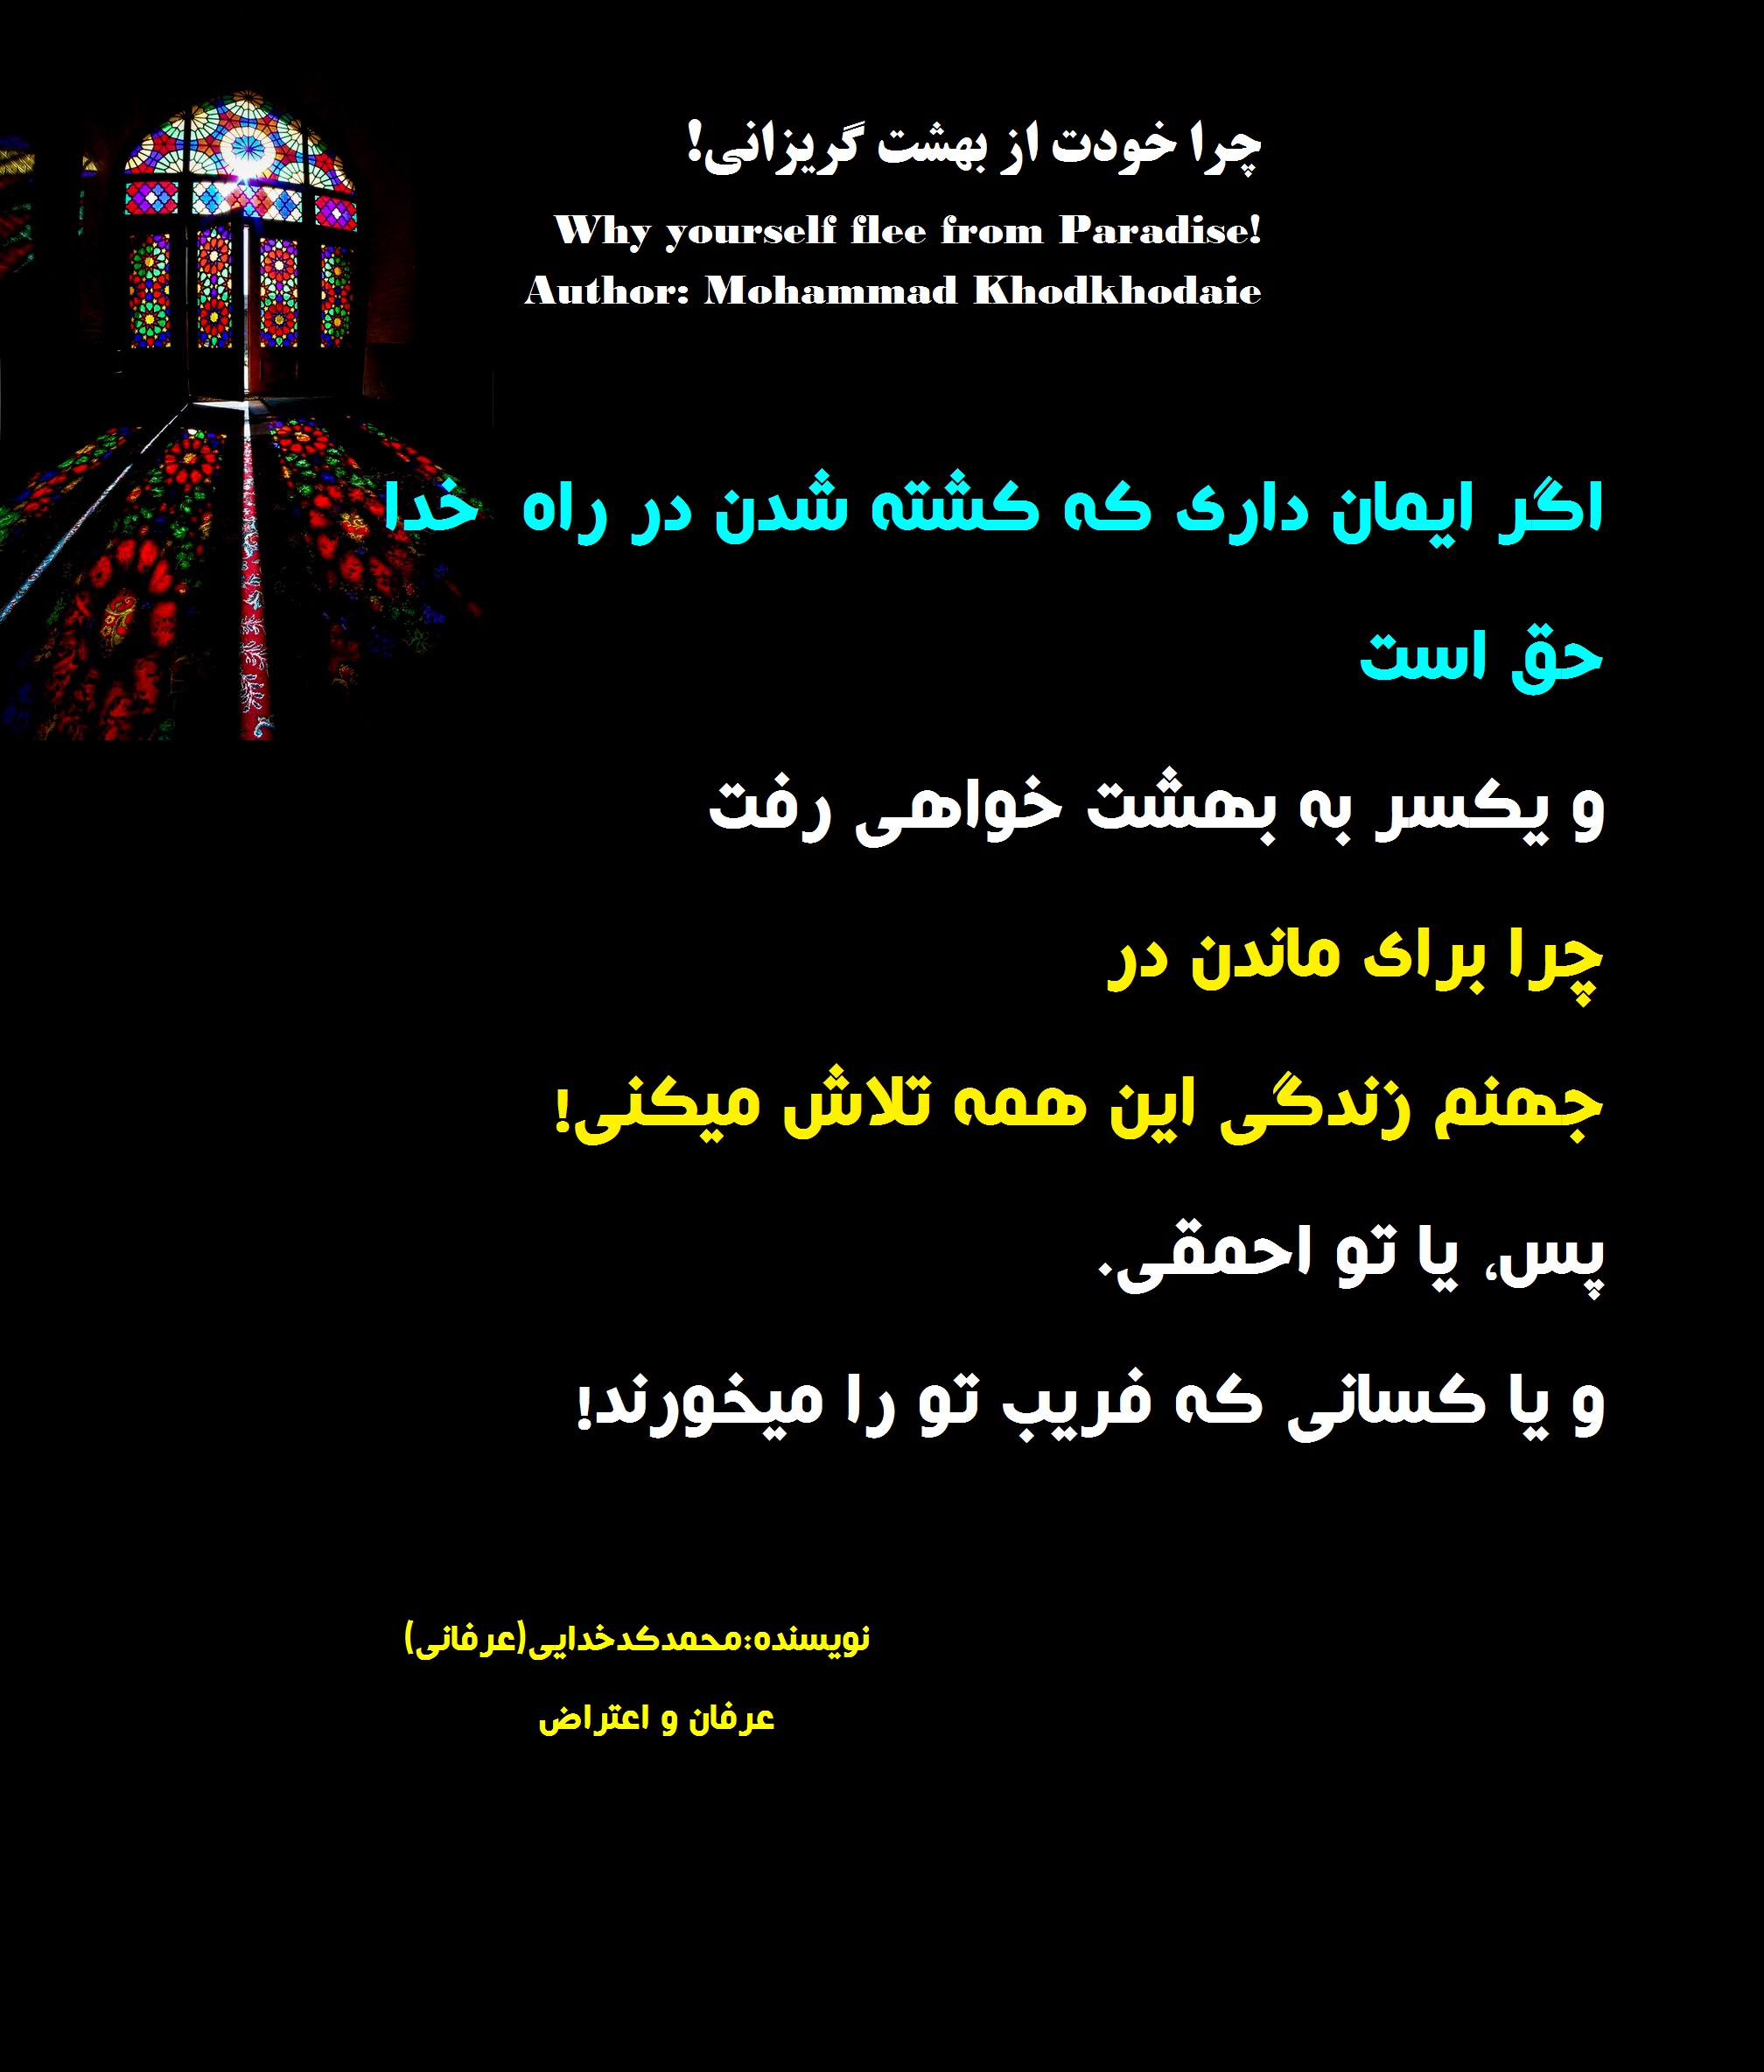 چرا خودت از بهشت گریزانی!
Why yourself flee from Paradise!
Author: Mohammad Khodkhodaie
اگر ایمان داری که کشته شدن در راه خدا
حق است
و یکسر به بهشت خواهی رفت
چرا برای ماندن در
جهنم زندگی این همه تلاش میکنی!
پس، یا تو احمقی.
و یا کسانی که فریب تو را میخورند!
نویسنده:محمدکدخدایی(عرفانی)
عرفان و اعتراض